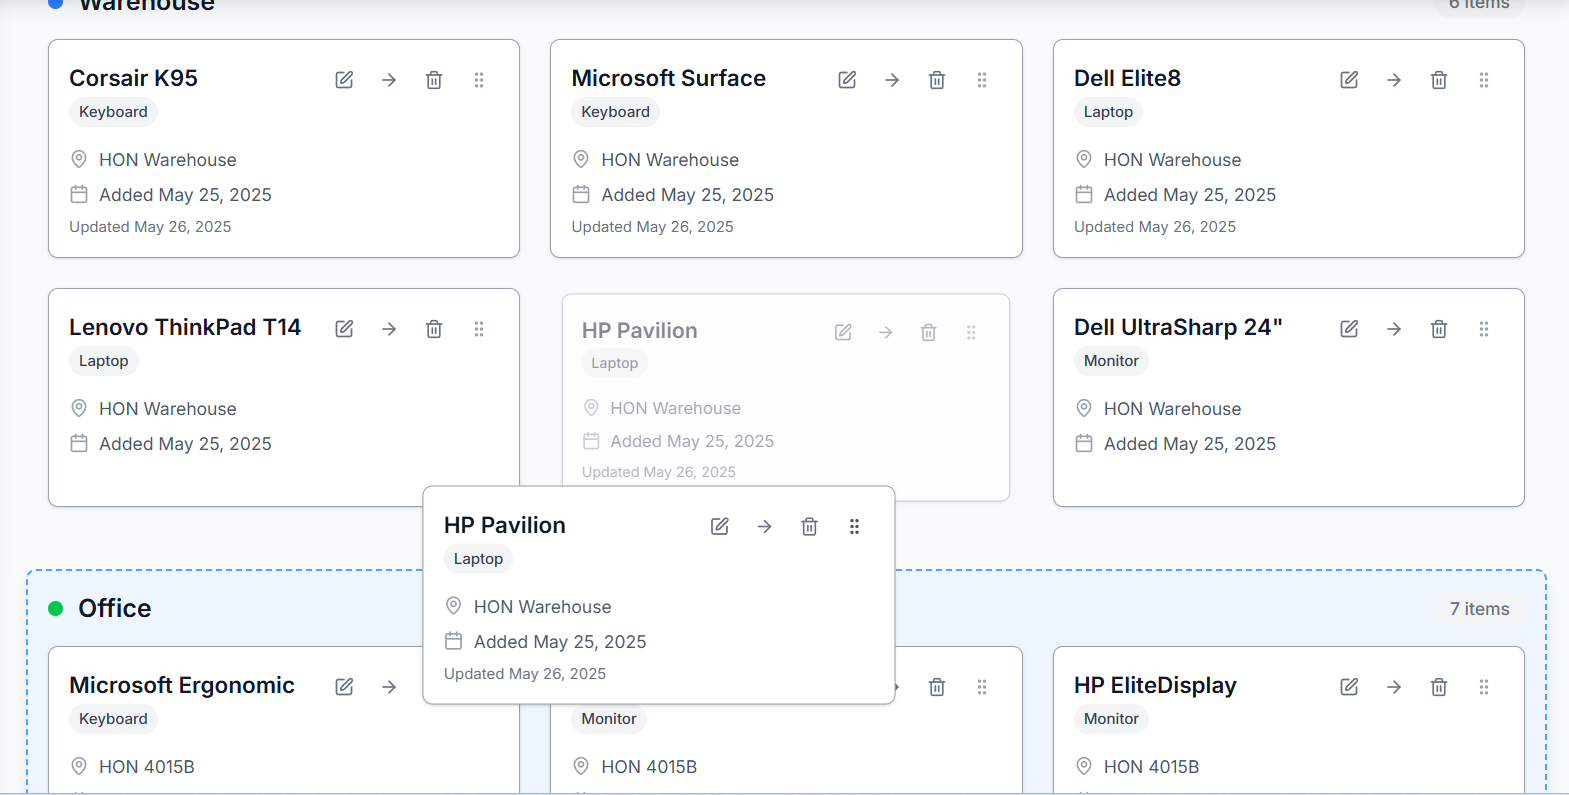 Warehouse
6 items
Corsair K95
Keyboard
HON Warehouse
Added May 25, 2025
Updated May 26, 2025
Microsoft Surface
Keyboard
HON Warehouse
Added May 25, 2025
Updated May 26, 2025
Dell Elite8
Laptop
HON Warehouse
Added May 25, 2025
Updated May 26, 2025
Lenovo ThinkPad T14
Laptop
HON Warehouse
Added May 25, 2025
HP Pavilion
Laptop
HON Warehouse
Added May 25, 2025
Updated May 26, 2025
Dell UltraSharp 24"
Monitor
HON Warehouse
Added May 25, 2025
HP Pavilion
Laptop
HON Warehouse
Added May 25, 2025
Updated May 26, 2025
Office
7 items
Microsoft Ergonomic
Keyboard
HON 4015B
Monitor
HON 4015B
HP EliteDisplay
Monitor
HON 4015B